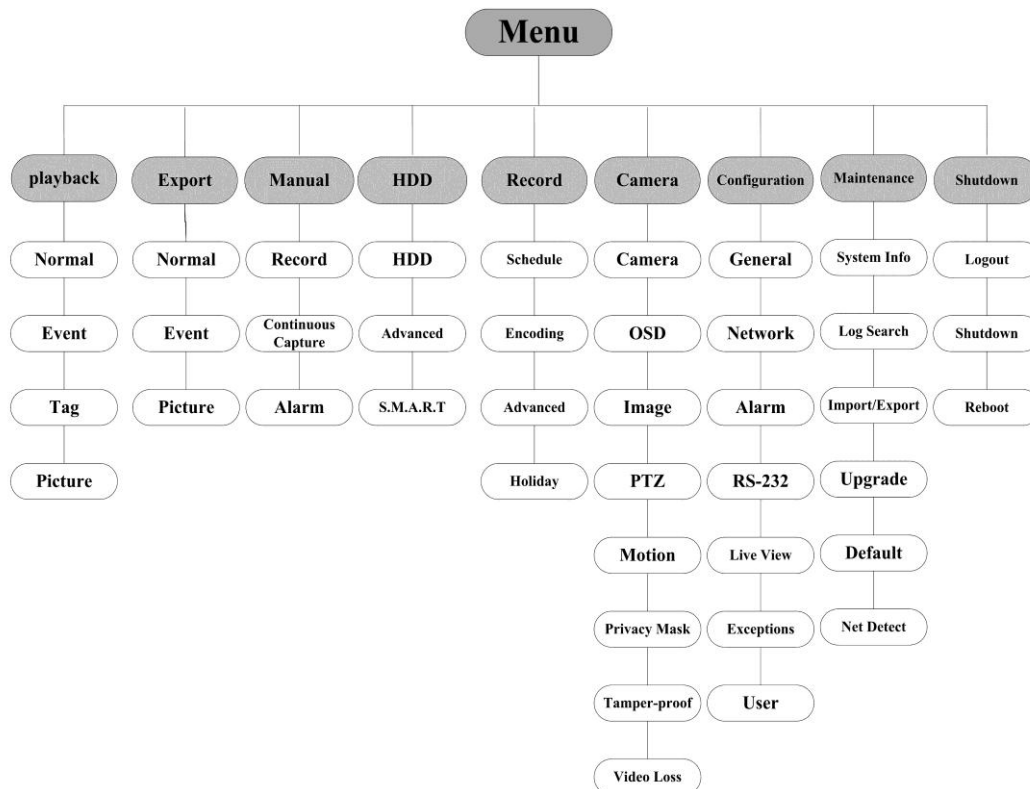 Menu
playback
Export
Manual
HDD
Record
Camera
Configuration
Maintenance
Shutdown
Normal
Normal
Record
HDD
Schedule
Camera
General
System Info
Logout
Event
Event
Continuous
Capture
Advanced
Encoding
OSD
Network
Log Search
Shutdown
Tag
Picture
Alarm
S.M.A.R.T
Advanced
Image
Alarm
Import/Export
Reboot
Picture
Holiday
PTZ
RS-232
Upgrade
Motion
Live View
Default
Privacy Mask
Exceptions
Net Detect
Tamper-proof
User
Video Loss